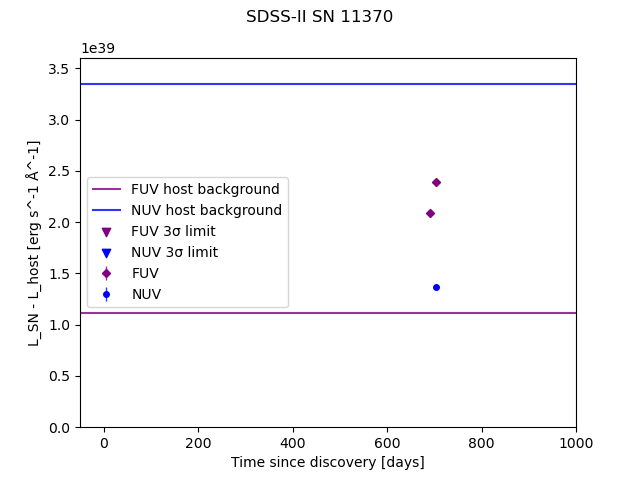 SDSS-II SN 11370
1e39
3.5
3.0
2.5
2.0
1.5
1.0
0.5
0.0
L_SN - L_host [erg s^-1 Å^-1]
FUV host background
NUV host background
FUV 3σ limit
NUV 3σ limit
FUV
NUV
0 200 400 600 800 1000
Time since discovery [days]